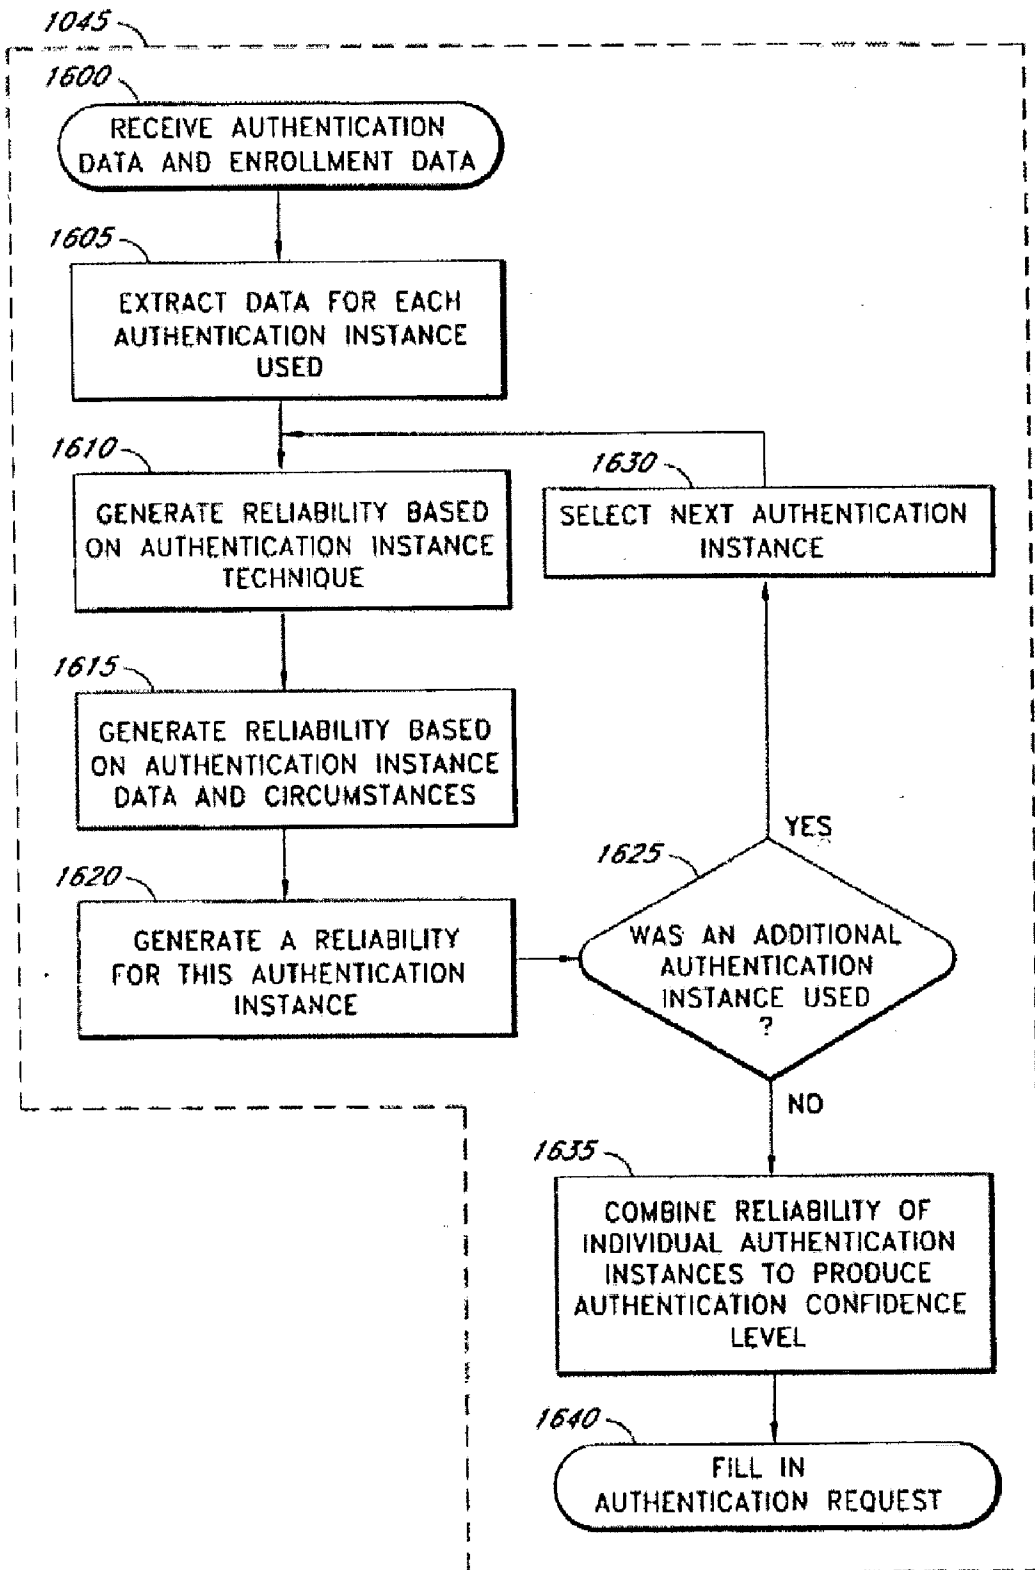 1045
1600
RECEIVE AUTHENTICATION
DATA AND ENROLLMENT DATA
1605
EXTRACT DATA FOR EACH
AUTHENTICATION INSTANCE
USED
1610
GENERATE RELIABILITY BASED
ON AUTHENTICATION INSTANCE
TECHNIQUE
1630
SELECT NEXT AUTHENTICATION
INSTANCE
1615
GENERATE RELIABILITY BASED
ON AUTHENTICATION INSTANCE
DATA AND CIRCUMSTANCES
1620
GENERATE A RELIABILITY
FOR THIS AUTHENTICATION
INSTANCE
YES
1625
WAS AN ADDITIONAL
AUTHENTICATION
INSTANCE USED
?
NO
1635
COMBINE RELIABILITY OF
INDIVIDUAL AUTHENTICATION
INSTANCES TO PRODUCE
AUTHENTICATION CONFIDENCE
LEVEL
1640
FILL IN
AUTHENTICATION REQUEST